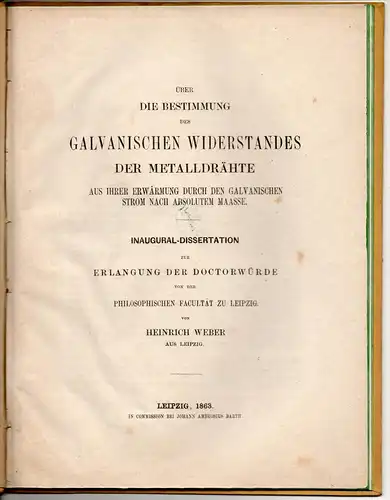 ÜBER
DIE BESTIMMUNG
DES
GALVANISCHEN WIDERSTANDES
DER METALLDRÄHTE
AUS IHRER ERWÄRMUNG DURCH DEN GALVANISCHEN
STROM NACH ABSOLUTEM MAASSE.
INAUGURAL-DISSERTATION
ZUR
ERLANGUNG DER DOCTORWÜRDE
VON DER
PHILOSOPHISCHEN FACULTÄT ZU LEIPZIG.
VON
HEINRICH WEBER
AUS LEIPZIG.
LEIPZIG, 1863.
IN COMMISSION BEI JOHANN AMBROSIUS BARTH